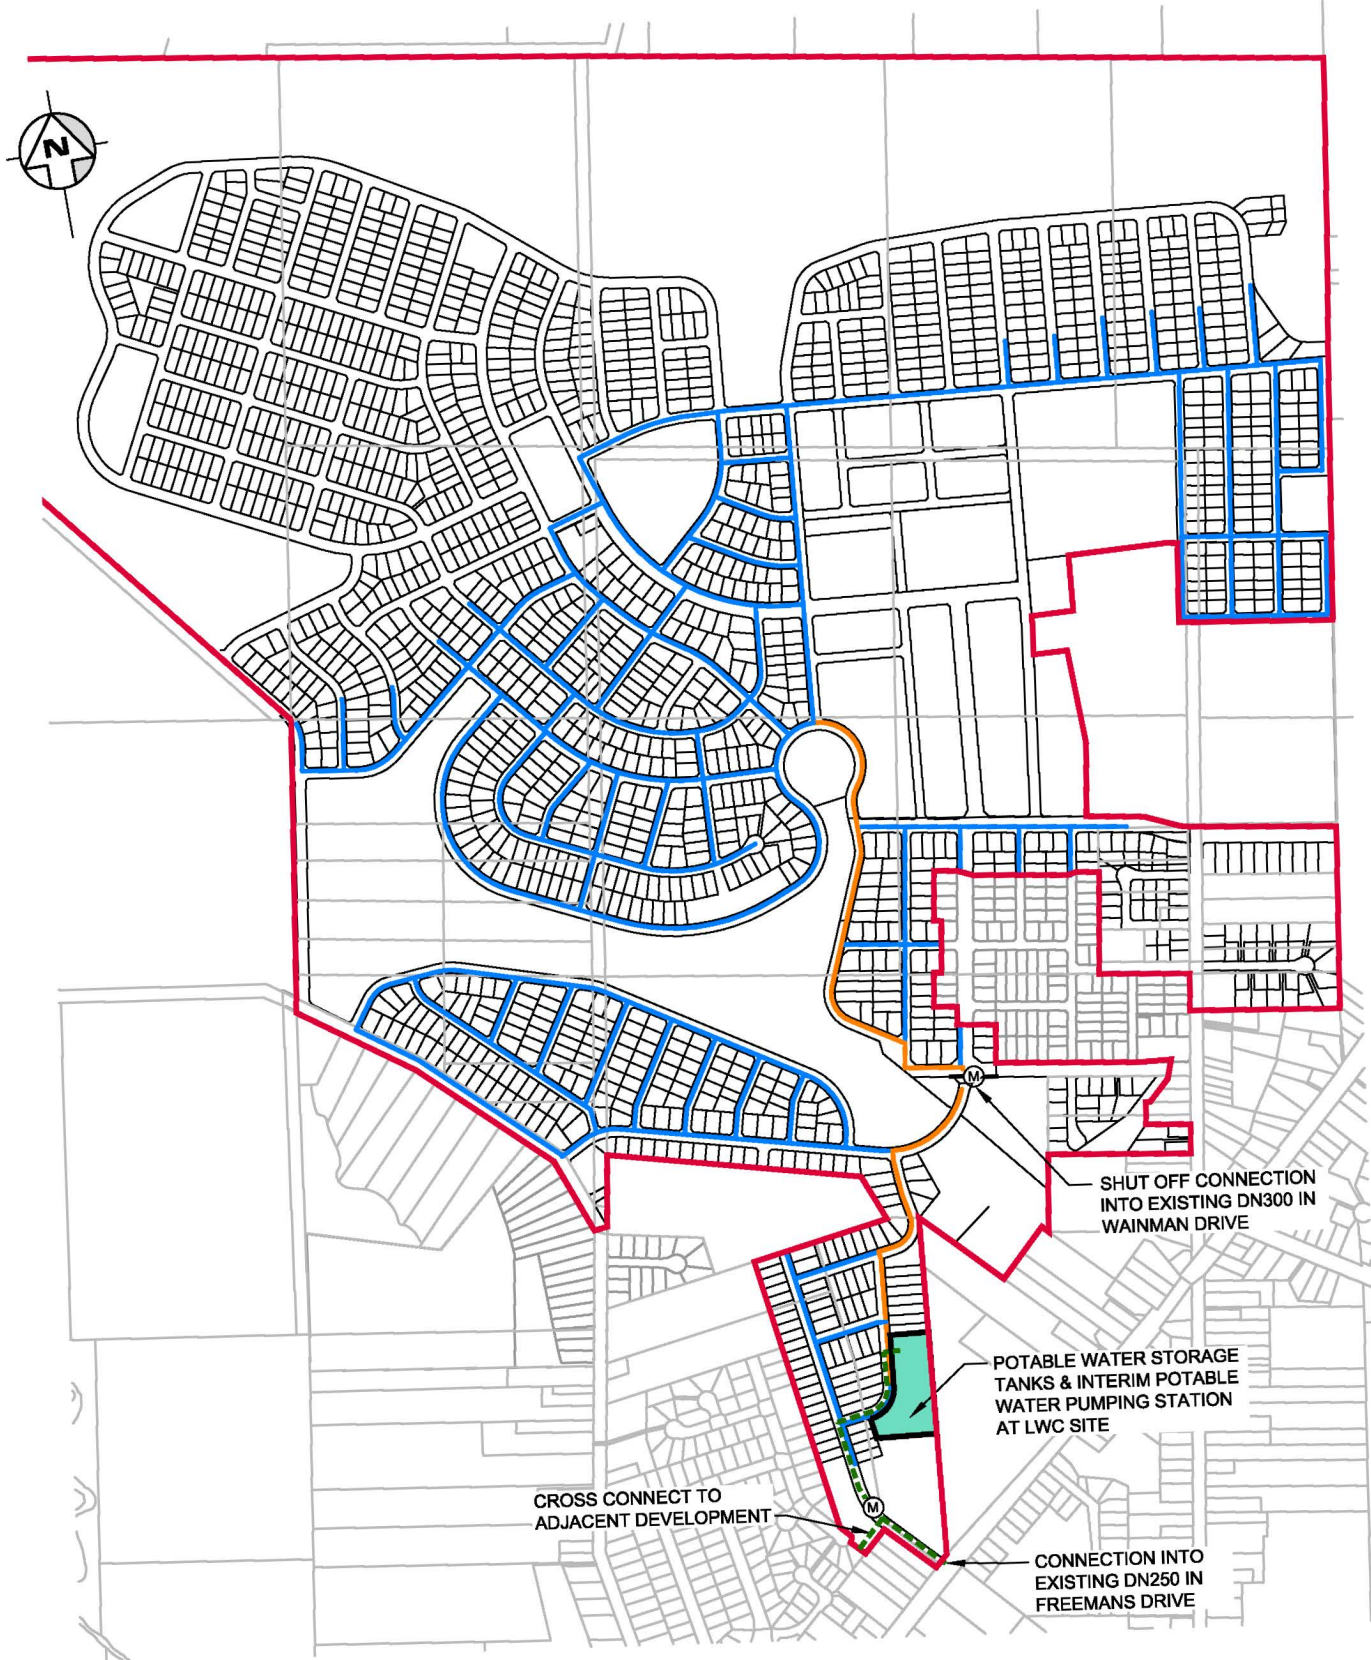 N
M
SHUT OFF CONNECTION
INTO EXISTING DN300 IN
WAINMAN DRIVE
POTABLE WATER STORAGE
TANKS & INTERIM POTABLE
WATER PUMPING STATION
AT LWC SITE
CROSS CONNECT TO
ADJACENT DEVELOPMENT
M
CONNECTION INTO
EXISTING DN250 IN
FREEMANS DRIVE